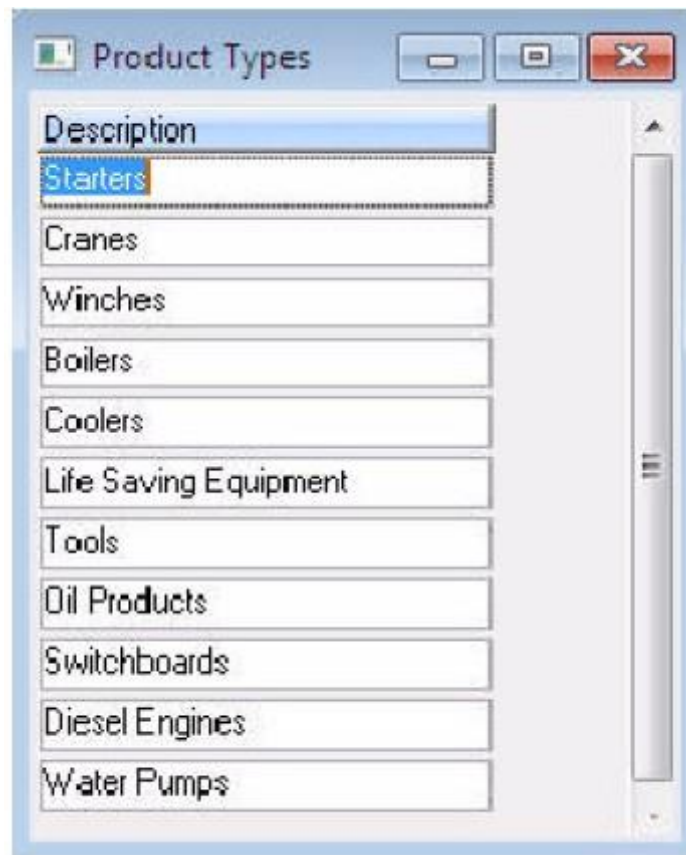 Product Types
Description
Starters
Cranes
Winches
Boilers
Coolers
Life Saving Equipment
Tools
Oil Products
Switchboards
Diesel Engines
Water Pumps